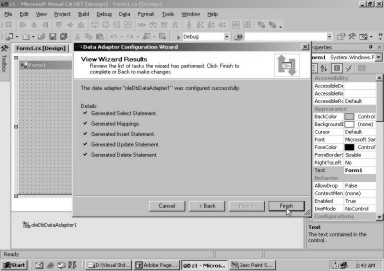 z1 - Microsoft Visual C# .NET [design] - Form1.cs [Design]
File Edit View Project Build Debug Data Format Tools Window Help
Debug
Form1.cs [Design]
Toolbox
Form1
Data Adapter Configuration Wizard
View Wizard Results
Review the list of tasks the wizard has performed. Click Finish to
complete or Back to make changes.
The data adapter "oleDbDataAdapter1" was configured successfully.
Details
Generated Select Statement.
Generated Mappings.
Generated Insert Statement.
Generated Update Statement.
Generated Delete Statement.
Cancel
< Back
Finish
oleDbDataAdapter1
Properties
Form1 System.Windows.F
Accessibility
AccessibleDe
AccessibleNa
AccessibleRo Default
Appearance
BackColor Control
BackgroundI (none)
Cursor Default
Font Microsoft Ser
ForeColor Control
FormBorderS Sizable
RightToLeft No
Text Form1
Behavior
AllowDrop False
ContextMen (none)
Enabled True
ImeMode NoControl
Configurations
Text
The text contained in the
control.
Ready
Start
D:\Visual Std...
Adobe Page...
z1 - Micros...
Jasc Paint S...
2:43 AM